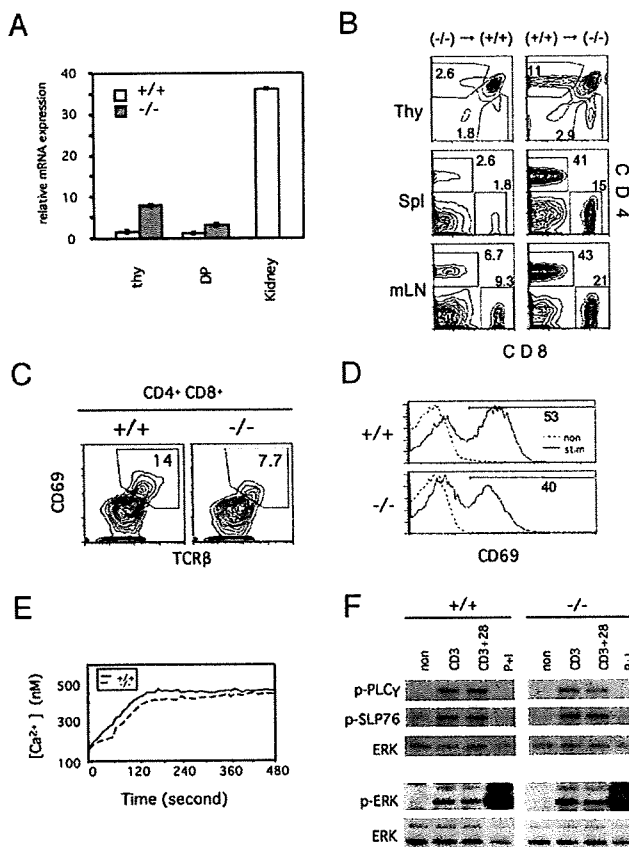 A
relative mRNA expression
40
30
20
10
0
+/+
-/-
thy
DP
Kidney
B
(-/-) → (+/+) (+/+) → (-/-)
Thy
2.6
1.8
11
2.9
Spl
2.6
1.8
41
15
mLN
6.7
9.3
43
21
CD4
CD8
C
CD4+ CD8+
+/+ -/-
CD69
14
7.7
TCRβ
D
+/+
53
non
stim
-/-
40
CD69
E
[Ca2+] (nM)
500
300
100
+/+
0 120 240 360 480
Time (second)
F
+/+ -/-
non CD3 CD3+28 P+I non CD3 CD3+28 P+I
p-PLCγ
p-SLP76
ERK
p-ERK
ERK